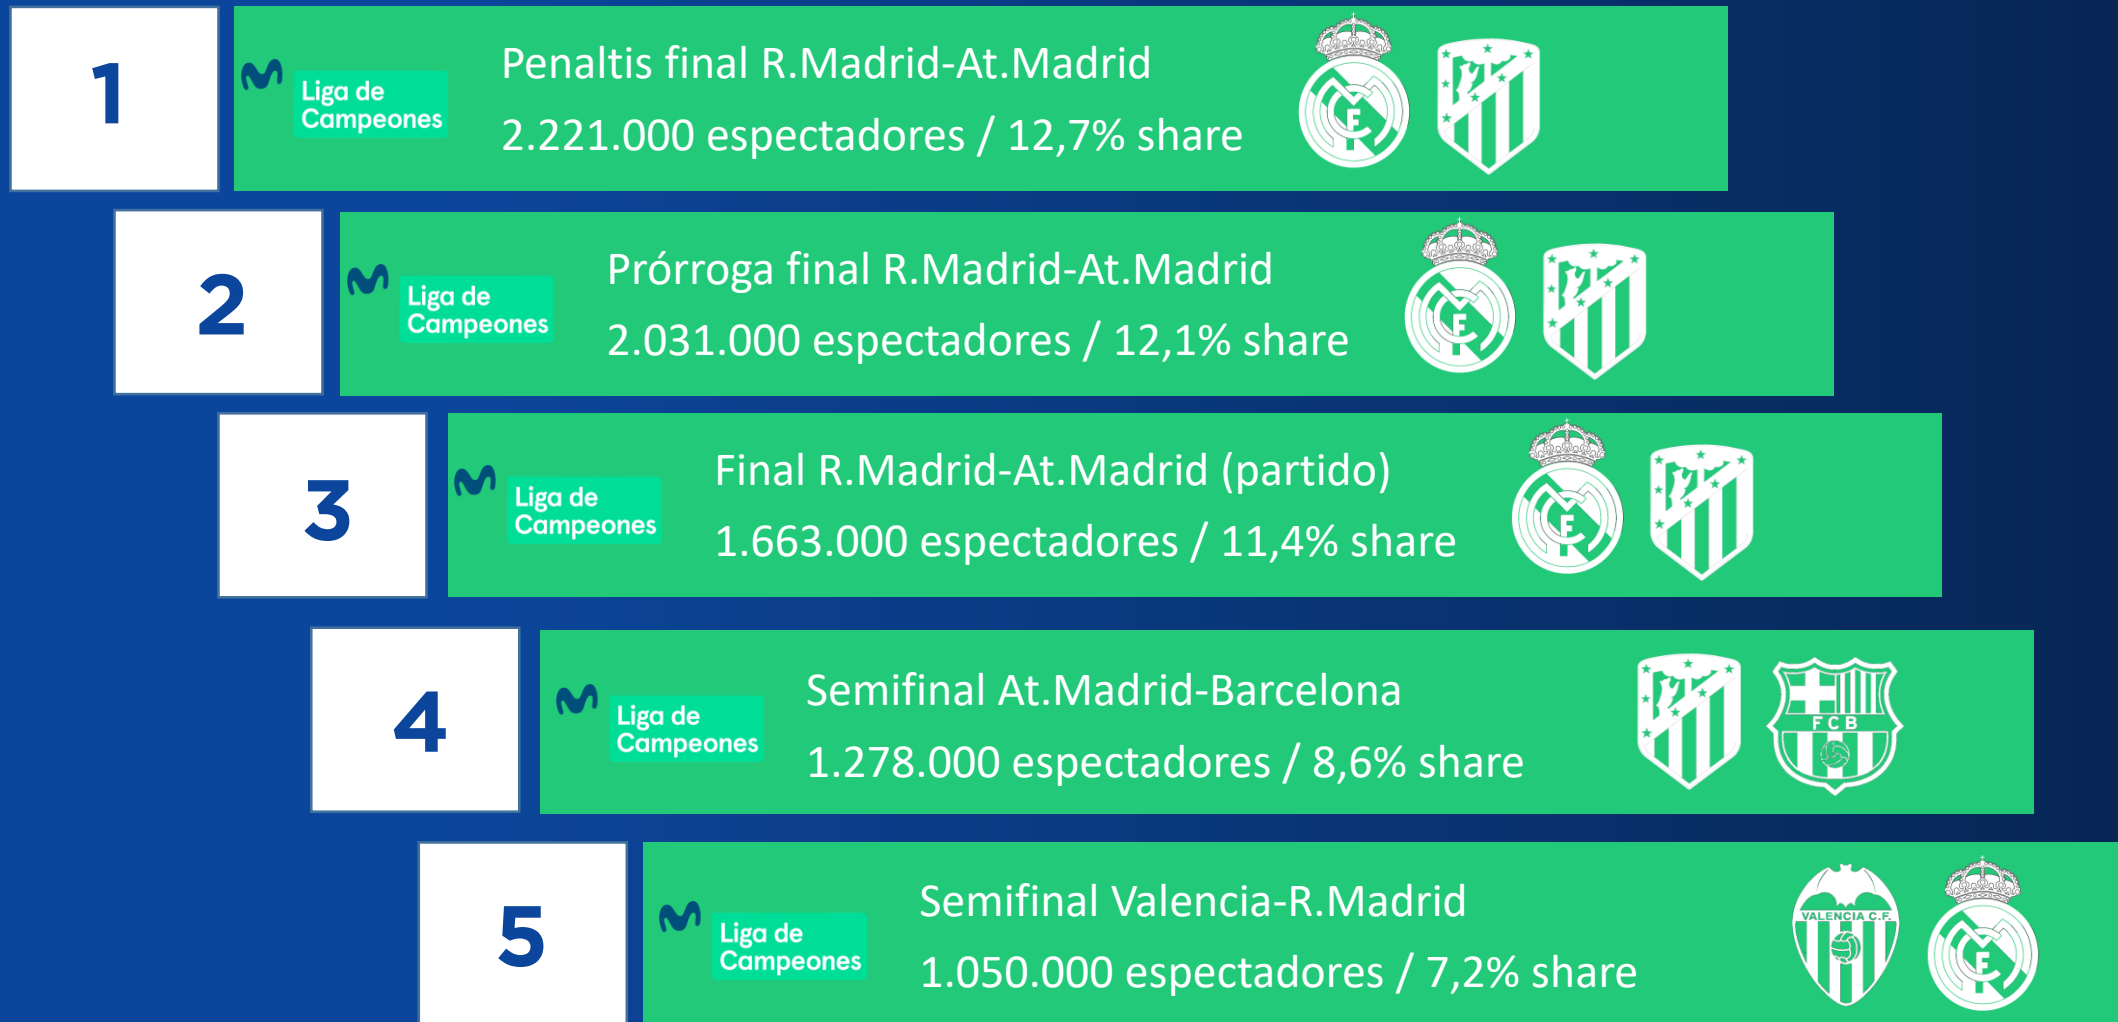 1
Liga de
Campeones
Penaltis final R.Madrid-At.Madrid
2.221.000 espectadores / 12,7% share
2
Liga de
Campeones
Prórroga final R.Madrid-At.Madrid
2.031.000 espectadores / 12,1% share
3
Liga de
Campeones
Final R.Madrid-At.Madrid (partido)
1.663.000 espectadores / 11,4% share
4
Liga de
Campeones
Semifinal At.Madrid-Barcelona
1.278.000 espectadores / 8,6% share
FCB
5
Liga de
Campeones
Semifinal Valencia-R.Madrid
1.050.000 espectadores / 7,2% share
VALENCIA C.F.